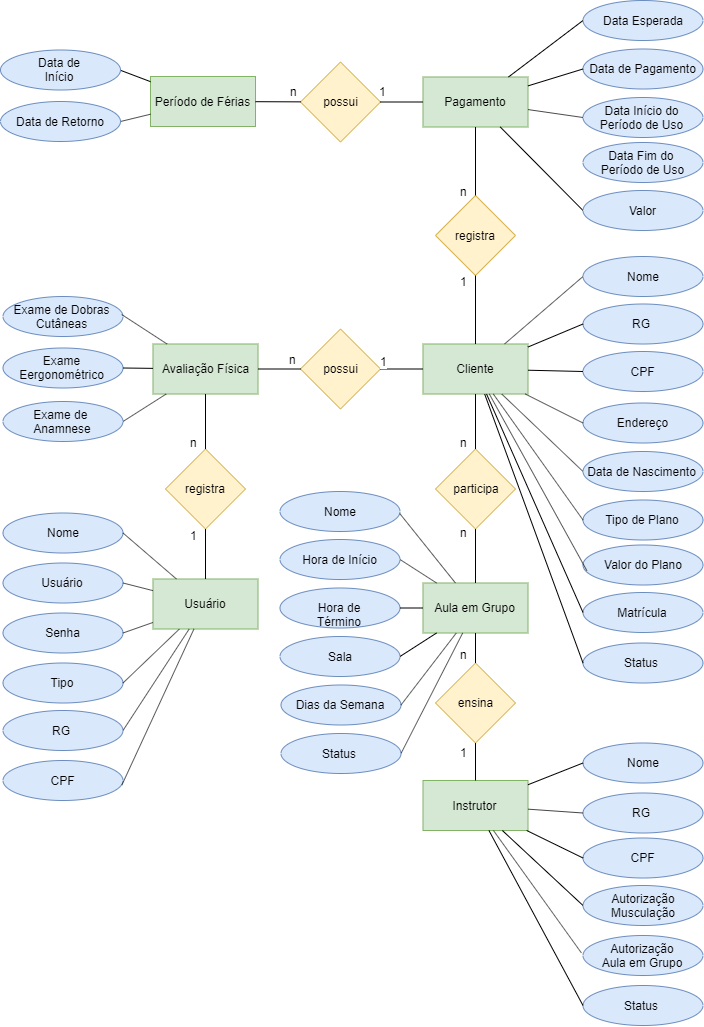 Data Esperada
Data de
Início
Data de Pagamento
n
1
Período de Férias
possui
Pagamento
Data Início do
Período de Uso
Data de Retorno
Data Fim do
Período de Uso
n
Valor
registra
Nome
1
Exame de Dobras
Cutâneas
RG
n
1
Exame
Eergonométrico
Avaliação Física
possui
Cliente
CPF
Exame de
Anamnese
Endereço
n
n
Data de Nascimento
registra
participa
Nome
Tipo de Plano
Nome
1
n
Hora de Início
Valor do Plano
Usuário
Usuário
Hora de
Término
Aula em Grupo
Matrícula
Senha
Sala
n
Status
Tipo
Dias da Semana
ensina
RG
Status
1
Nome
CPF
Instrutor
RG
CPF
Autorização
Musculação
Autorização
Aula em Grupo
Status